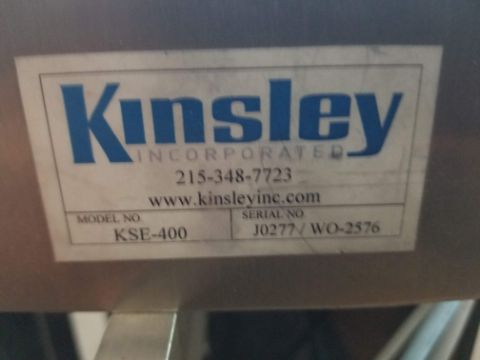 Kinsley
INCORPORATED
215-348-7723
www.kinsleyinc.com
MODEL NO. SERIAL NO.
KSE-400 J0277 / WO-2576